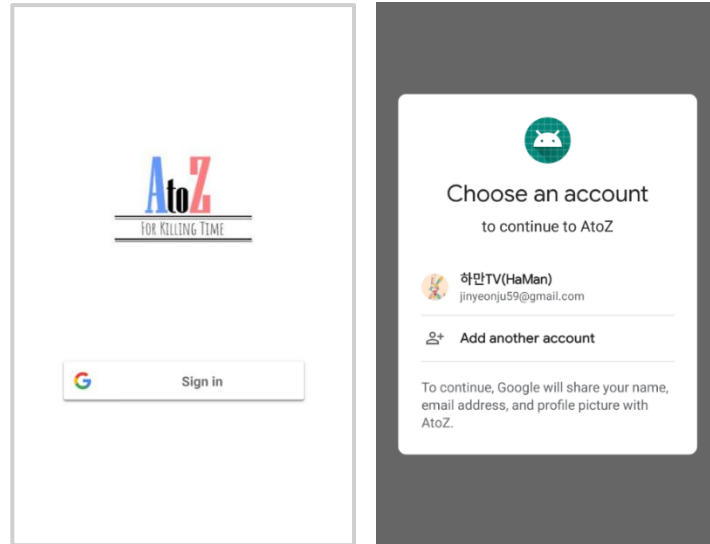 AtoZ
FOR KILLING TIME
Sign in
Choose an account
to continue to AtoZ
하만TV(HaMan)
jinyeonju59@gmail.com
Add another account
To continue, Google will share your name,
email address, and profile picture with
AtoZ.